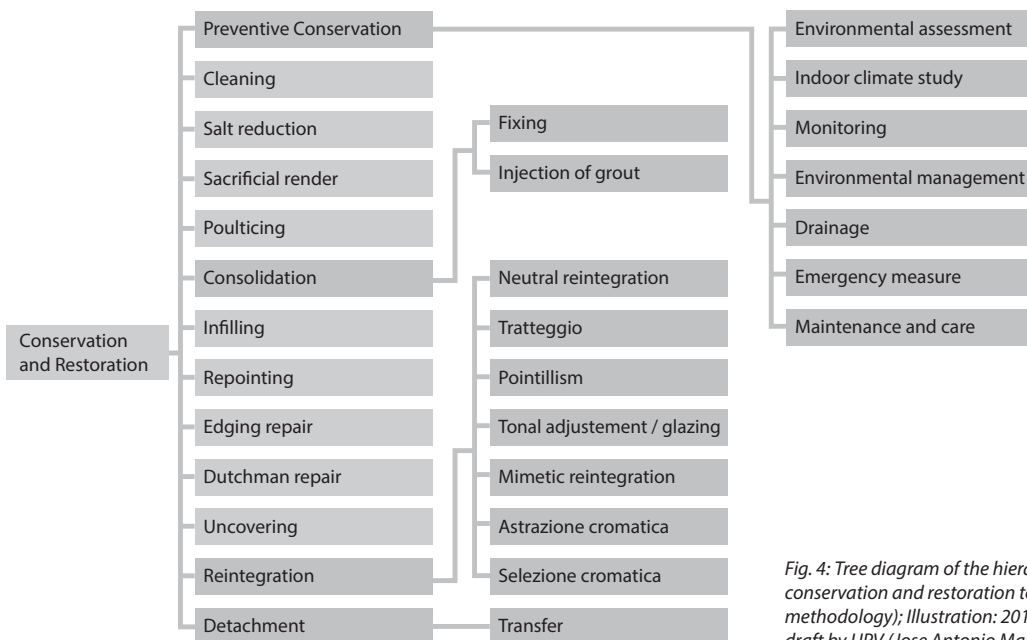 Conservation
and Restoration
Preventive Conservation
Cleaning
Salt reduction
Sacrificial render
Poulticing
Consolidation
Infilling
Repointing
Edging repair
Dutchman repair
Uncovering
Reintegration
Detachment
Fixing
Injection of grout
Neutral reintegration
Tratteggio
Pointillism
Tonal adjustement / glazing
Mimetic reintegration
Astrazione cromatica
Selezione cromatica
Transfer
Environmental assessment
Indoor climate study
Monitoring
Environmental management
Drainage
Emergency measure
Maintenance and care
Fig. 4: Tree diagram of the
conservation and restoration
methodology); Illustration:
draft by UPV (Jose Antonio